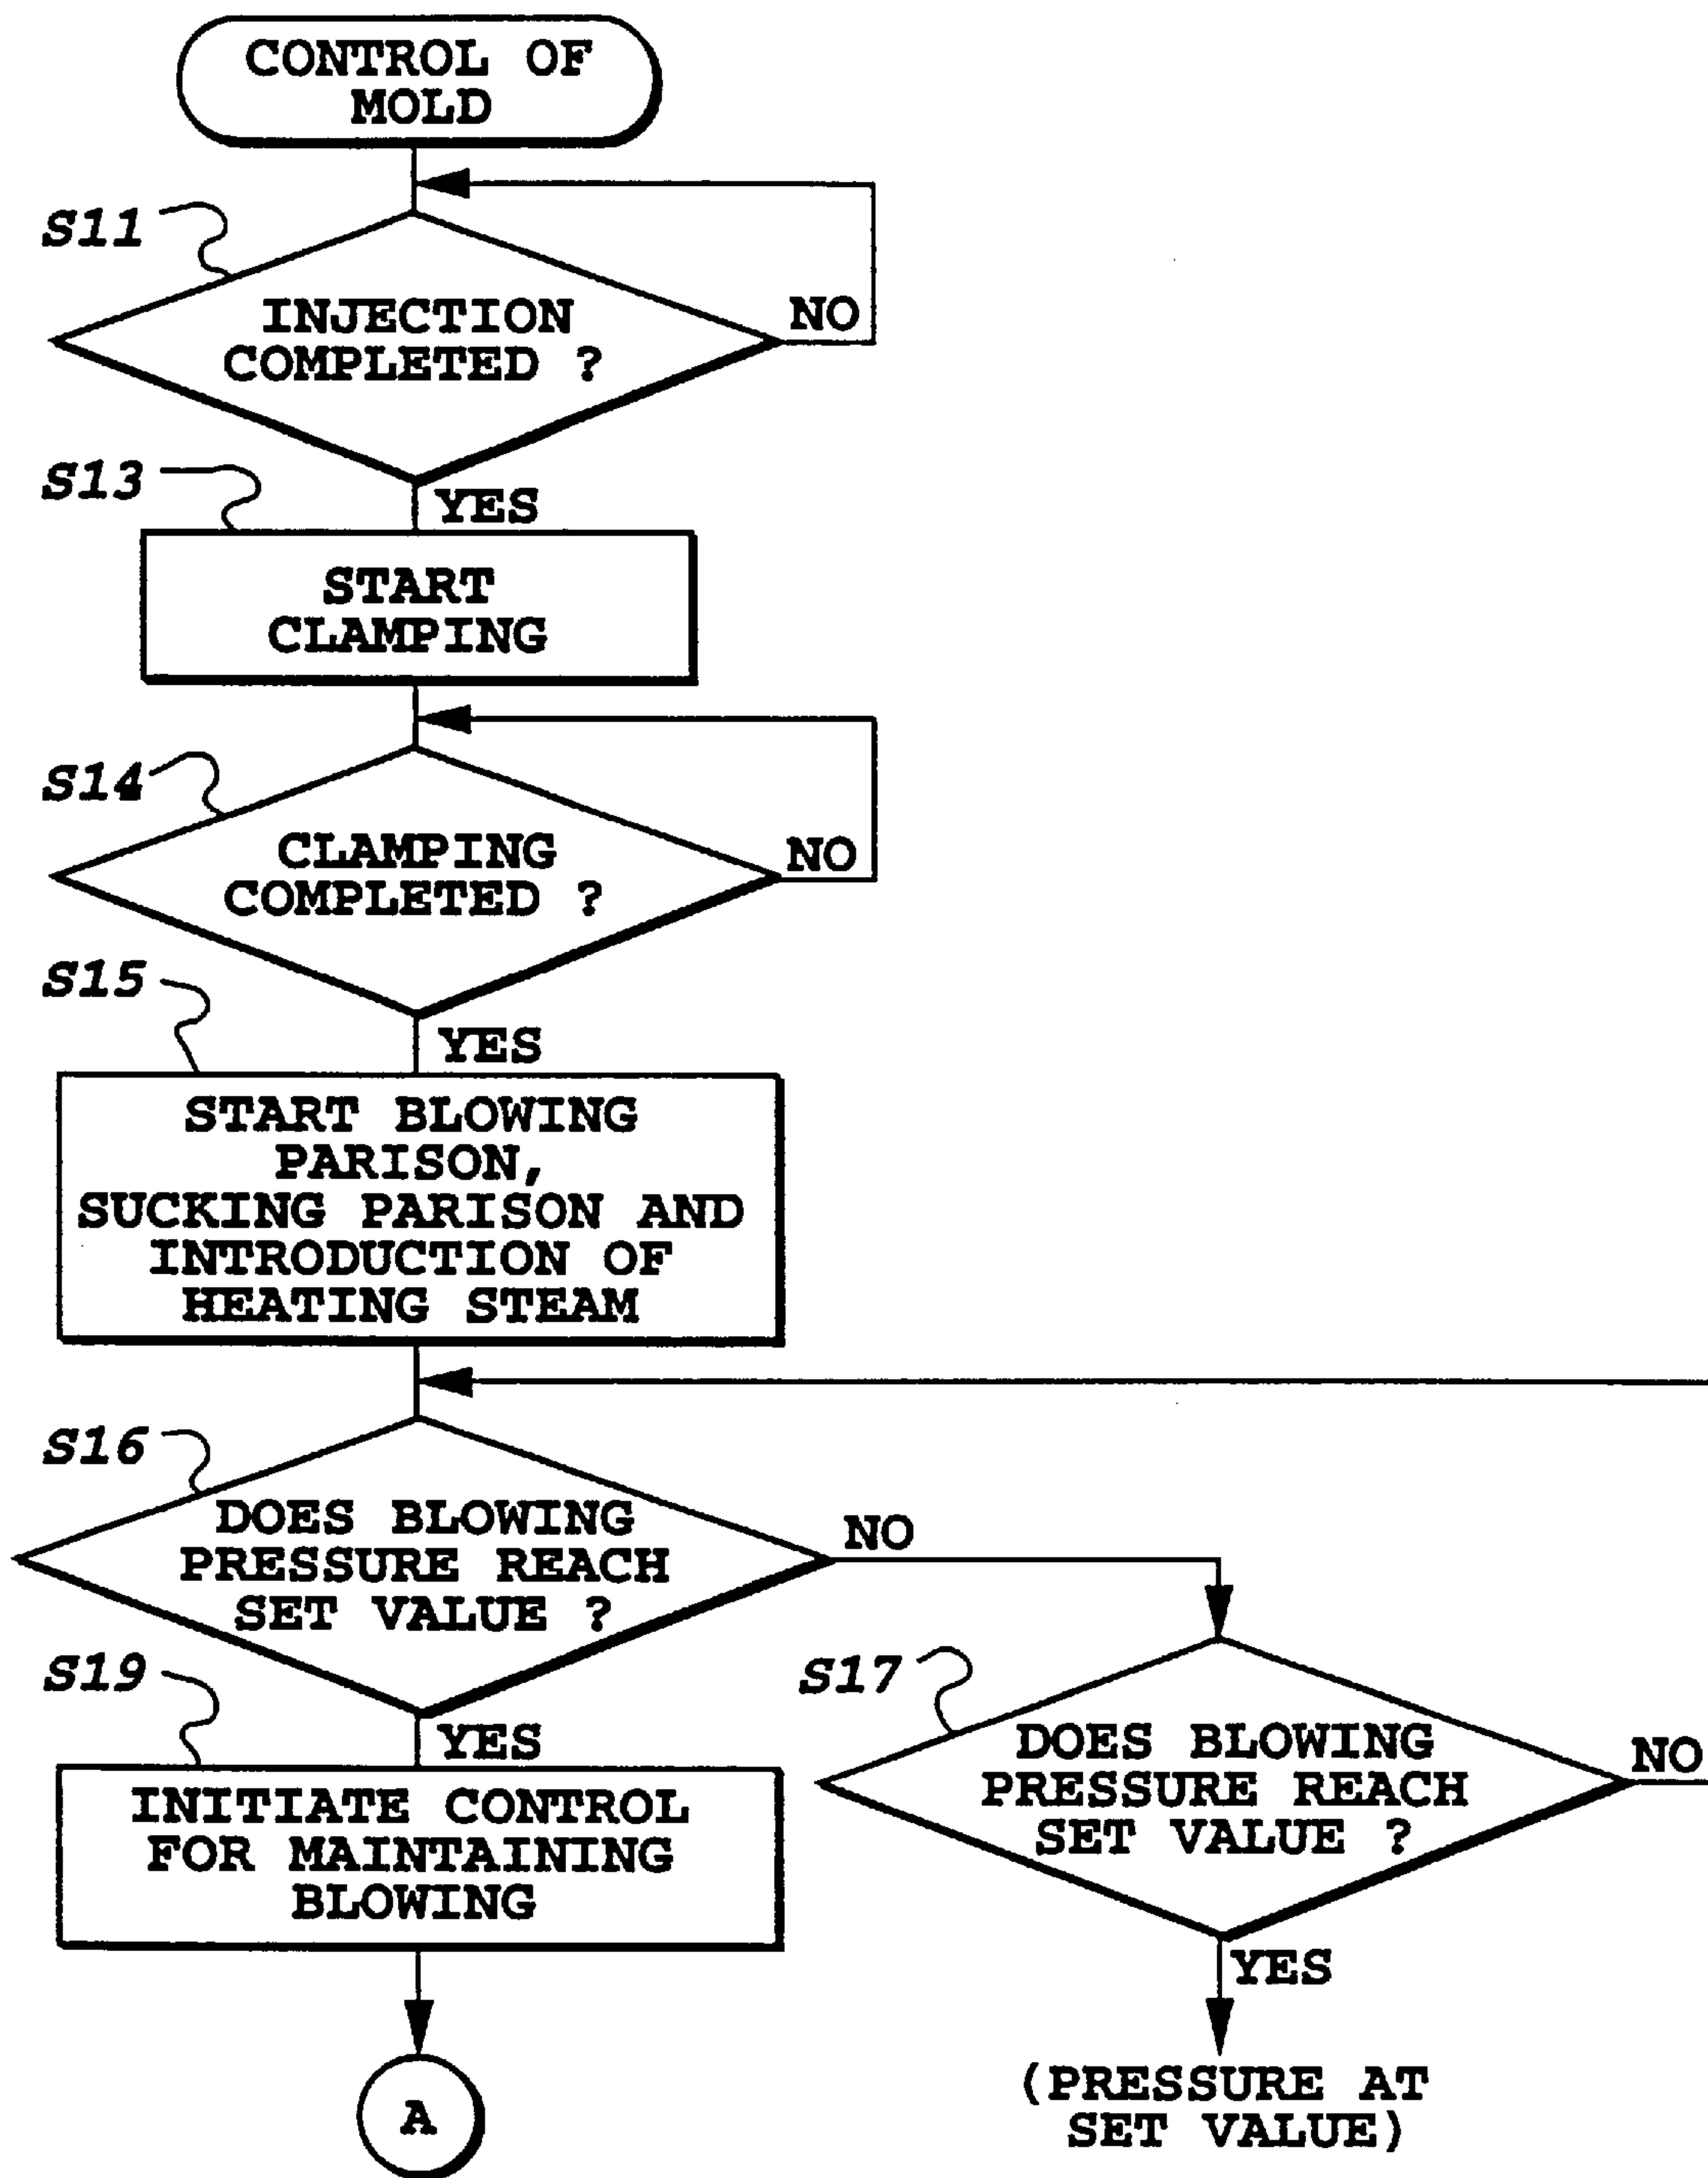 CONTROL OF
MOLD
S11
INJECTION
COMPLETED ?
NO
S13
YES
START
CLAMPING
S14
CLAMPING
COMPLETED ?
NO
S15
YES
START BLOWING
PARISON,
SUCKING PARISON AND
INTRODUCTION OF
HEATING STEAM
S16
DOES BLOWING
PRESSURE REACH
SET VALUE ?
NO
S19
YES
INITIATE CONTROL
FOR MAINTAINING
BLOWING
A
S17
DOES BLOWING
PRESSURE REACH
SET VALUE ?
NO
YES
(PRESSURE AT
SET VALUE)